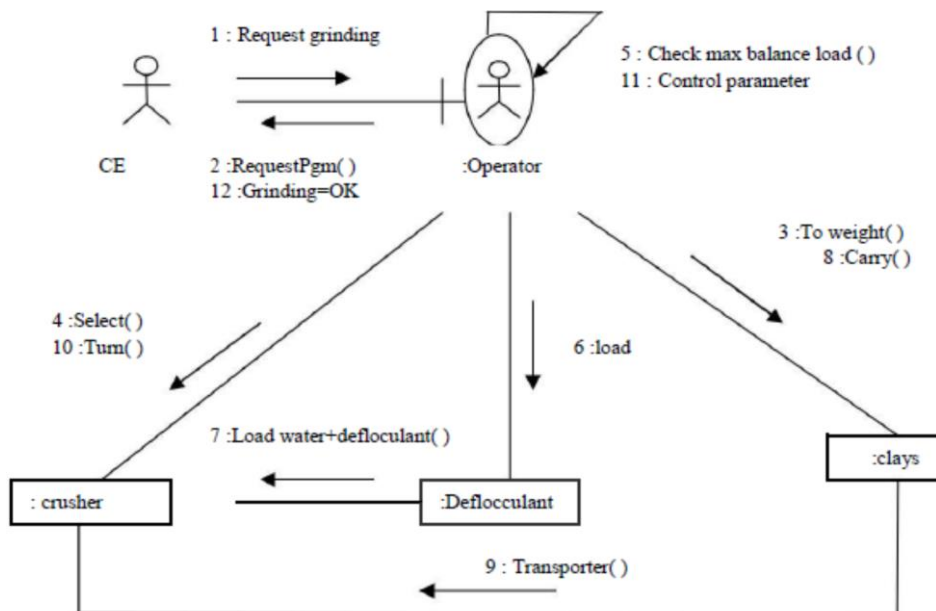 1 : Request grinding
5 : Check max balance load ( )
11 : Control parameter
CE
2 :RequestPgm( )
12 :Grinding=OK
:Operator
3 :To weight( )
8 :Carry( )
4 :Select( )
10 :Turn( )
6 :load
7 :Load water+defloculant( )
:clays
: crusher
:Deflocculant
9 : Transporter( )